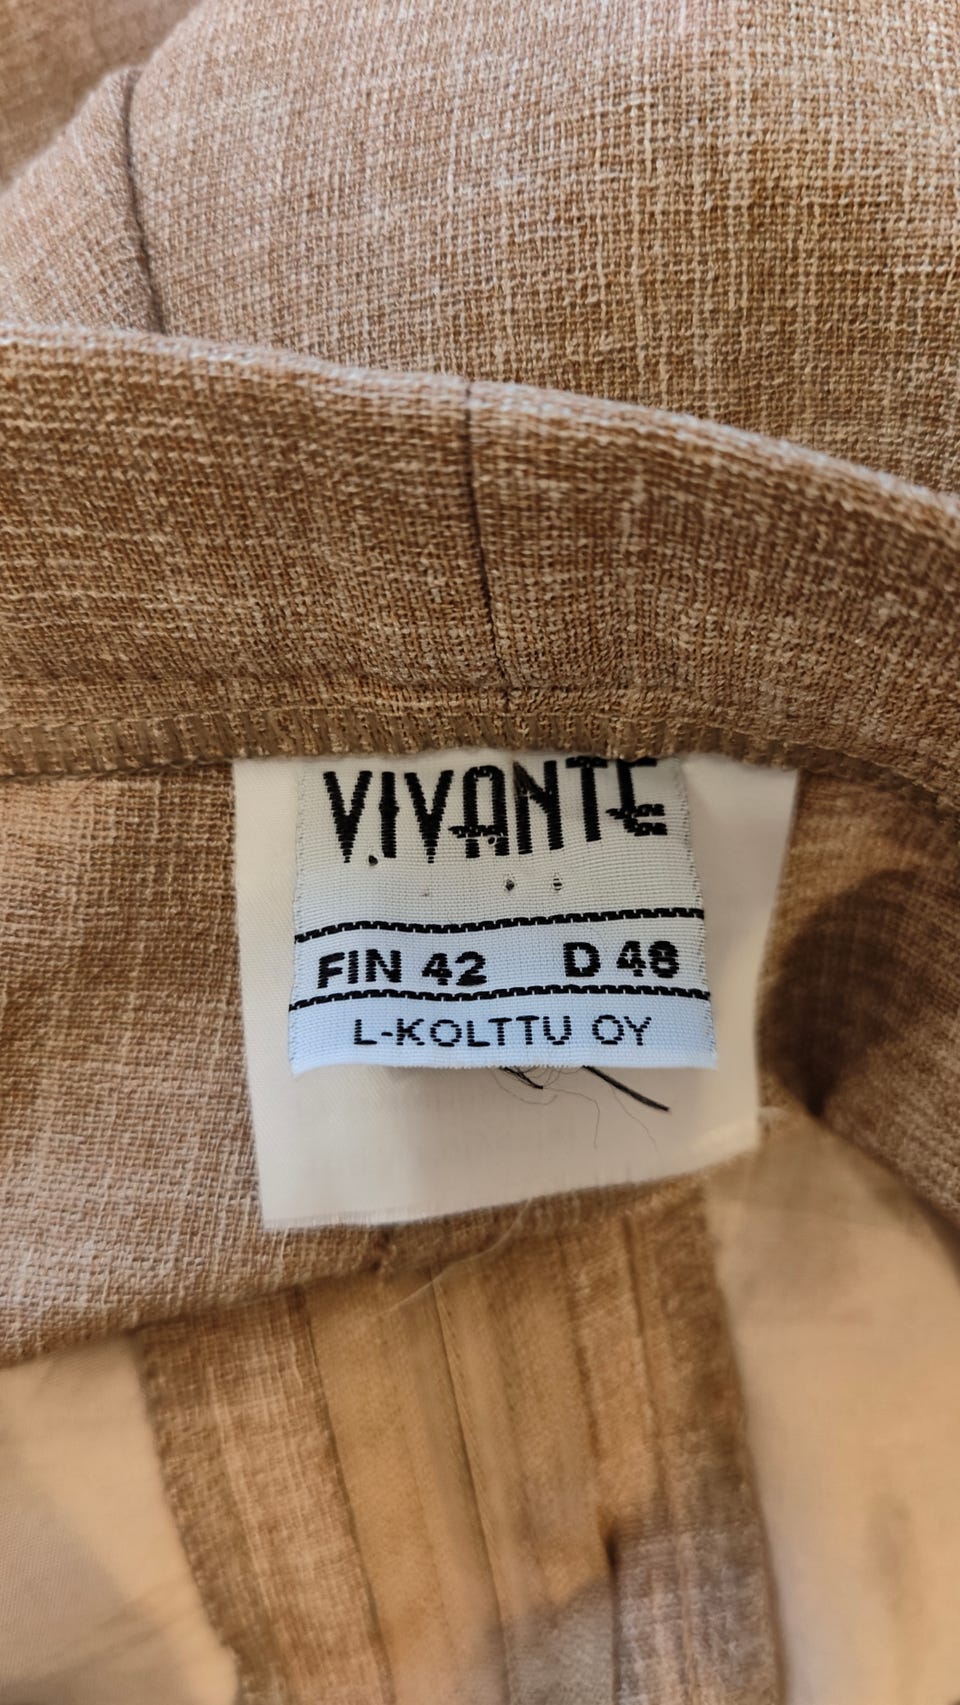 VIVANTE
FIN 42 D 48
L-KOLTTU OY